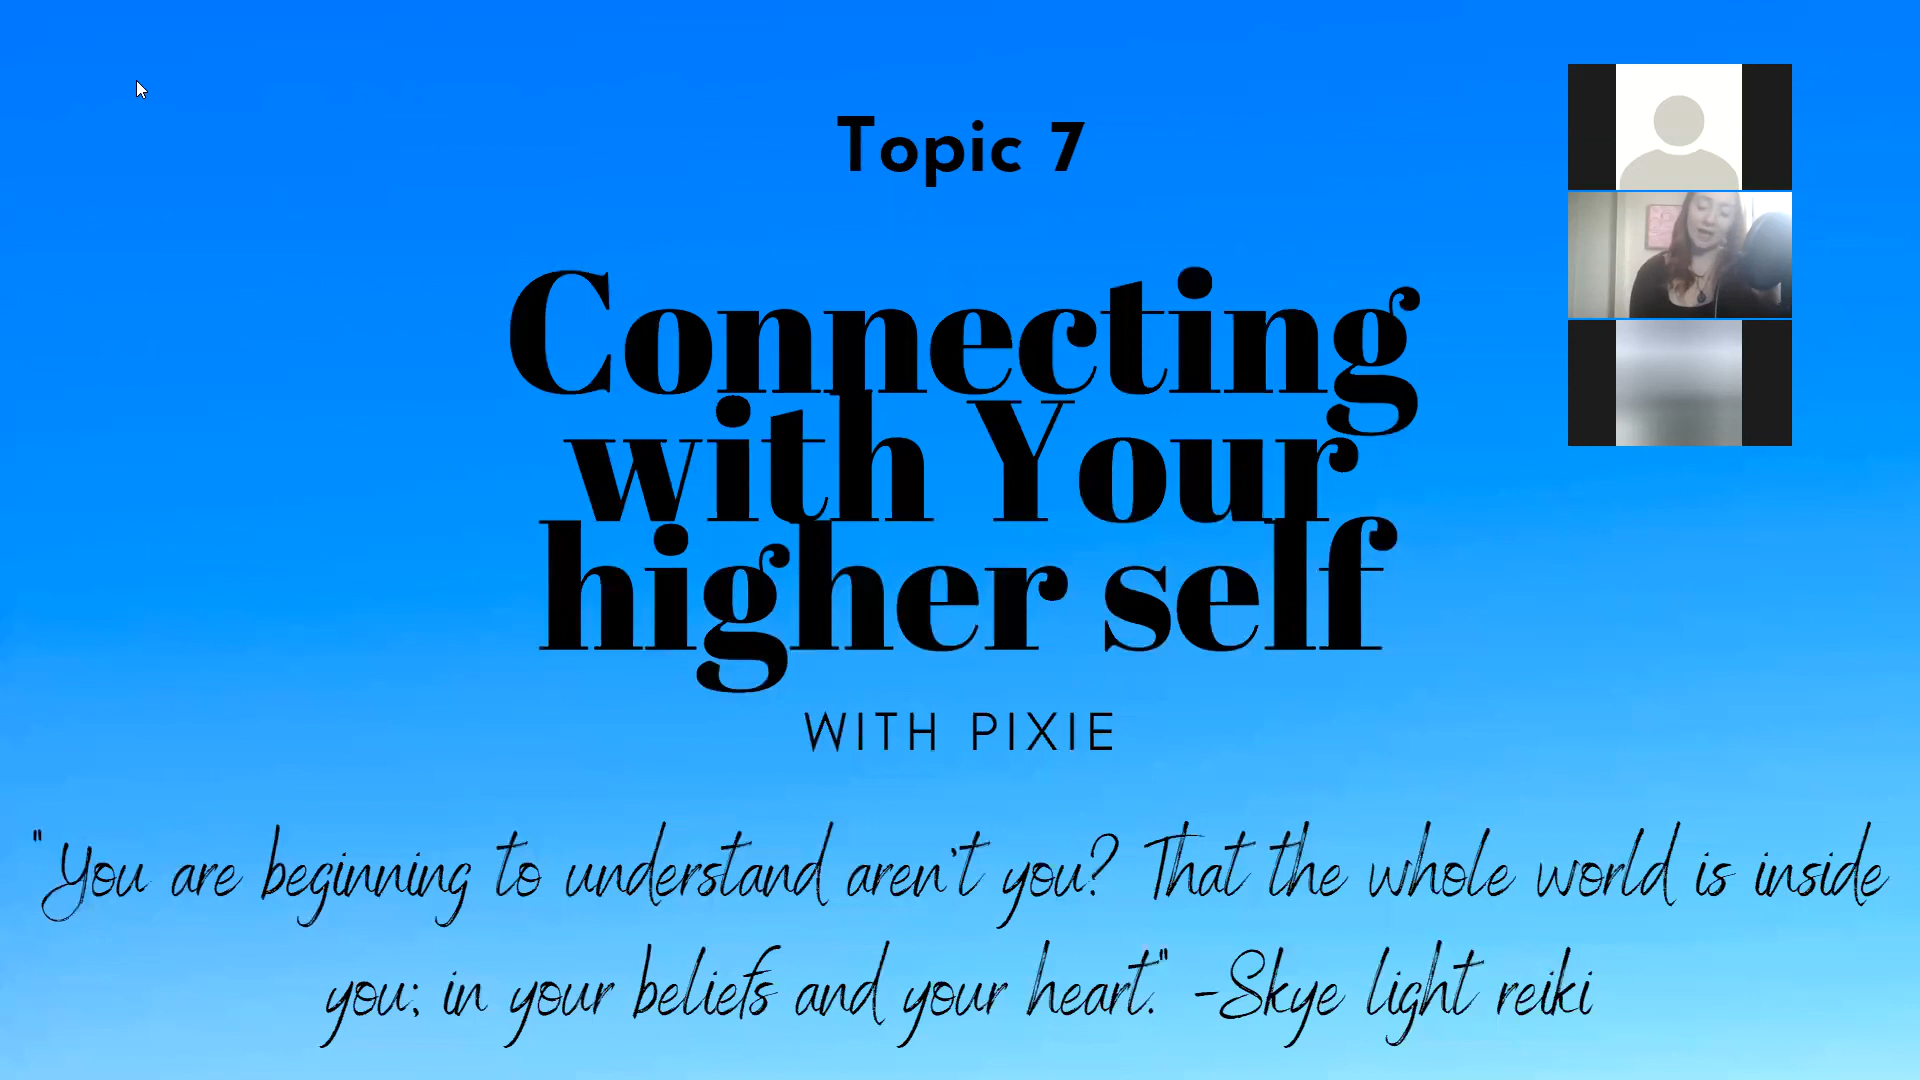 Topic 7
Connecting
with Your
higher self
WITH PIXIE
"You are beginning to understand aren't you? That the whole world is inside
you; in your beliefs and your heart." -Skye light reiki